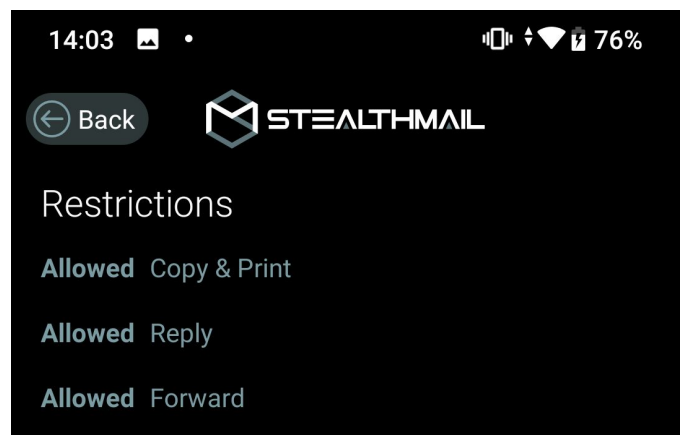 14:03 76%
Back STEALTHMAIL
Restrictions
Allowed Copy & Print
Allowed Reply
Allowed Forward